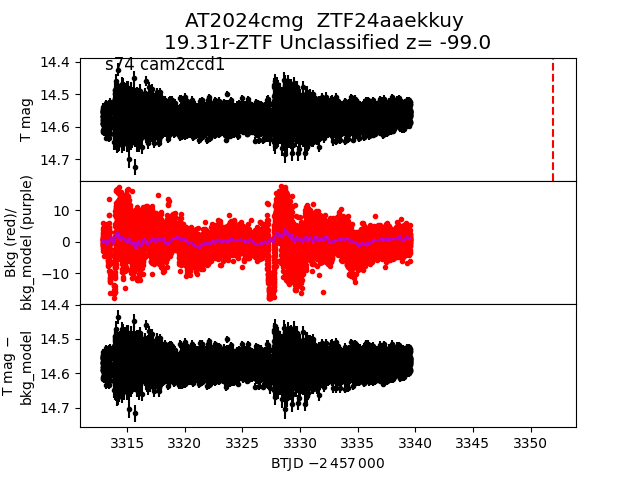 AT2024cmg ZTF24aaekkuy
19.31r-ZTF Unclassified z= -99.0
s74 cam2ccd1
14.4
14.5
14.6
14.7
T mag
10
0
−10
Bkg (red)/
bkg_model (purple)
14.4
14.5
14.6
14.7
T mag −
bkg_model
3315 3320 3325 3330 3335 3340 3345 3350
BTJD −2 457 000